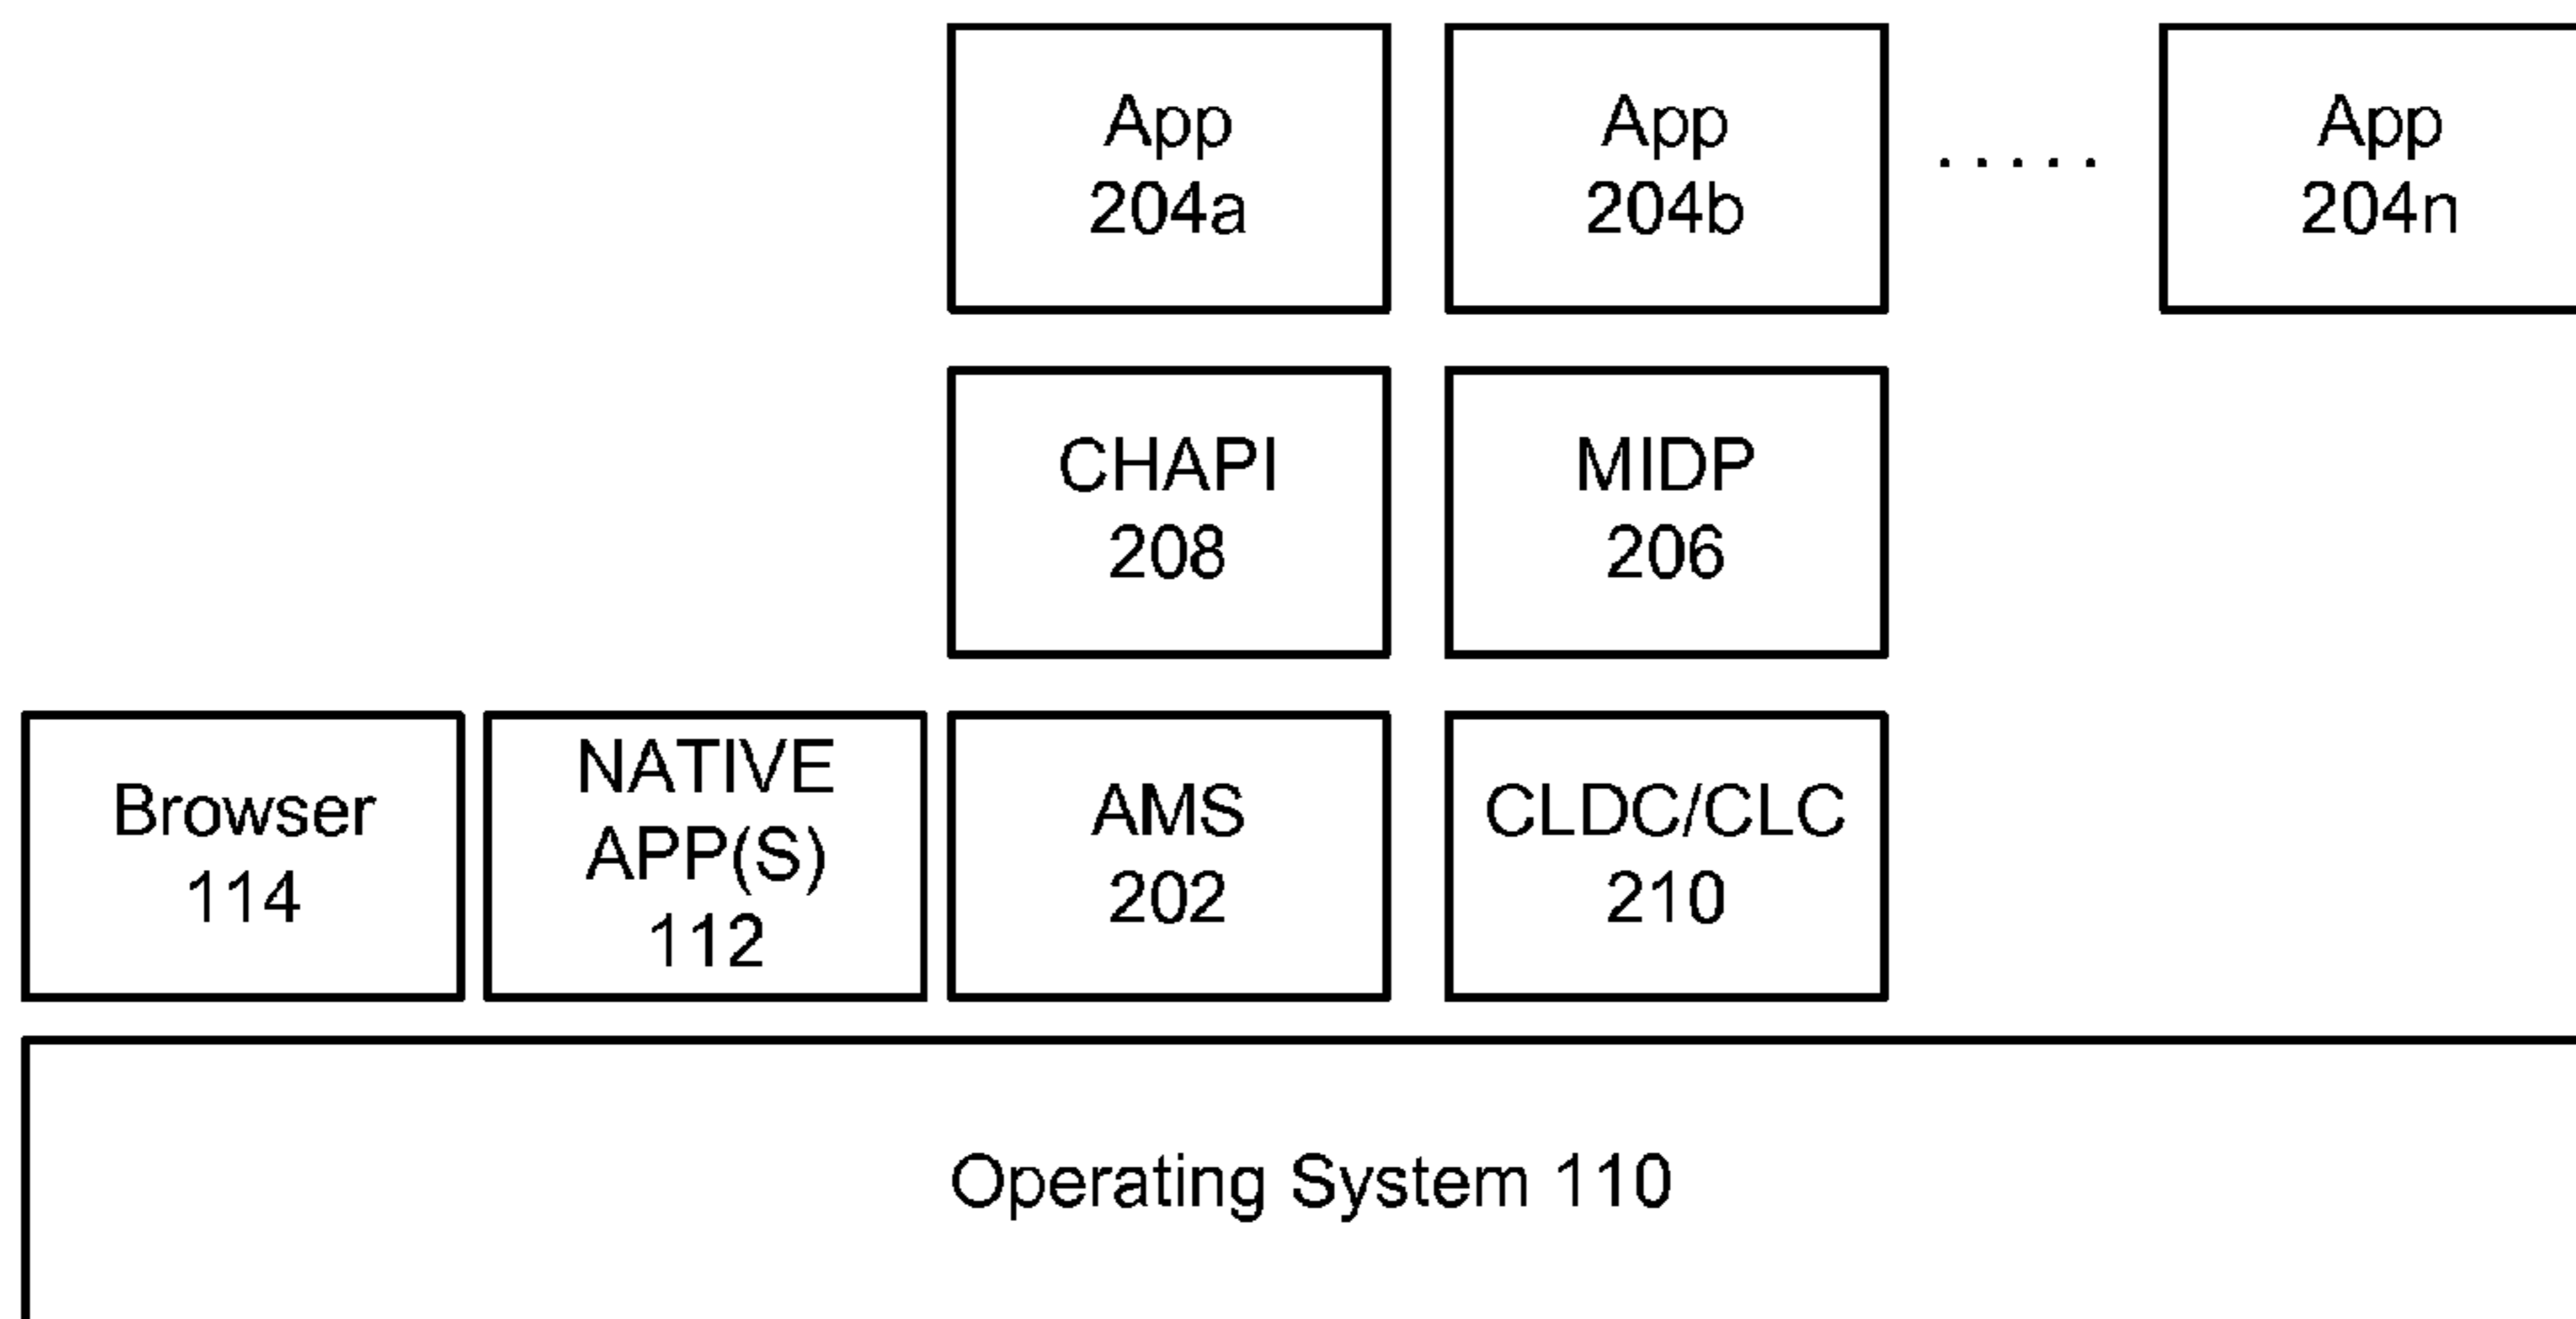 App
204a
App
204b
.....
App
204n
CHAPI
208
MIDP
206
Browser
114
NATIVE
APP(S)
112
AMS
202
CLDC/CLC
210
Operating System 110